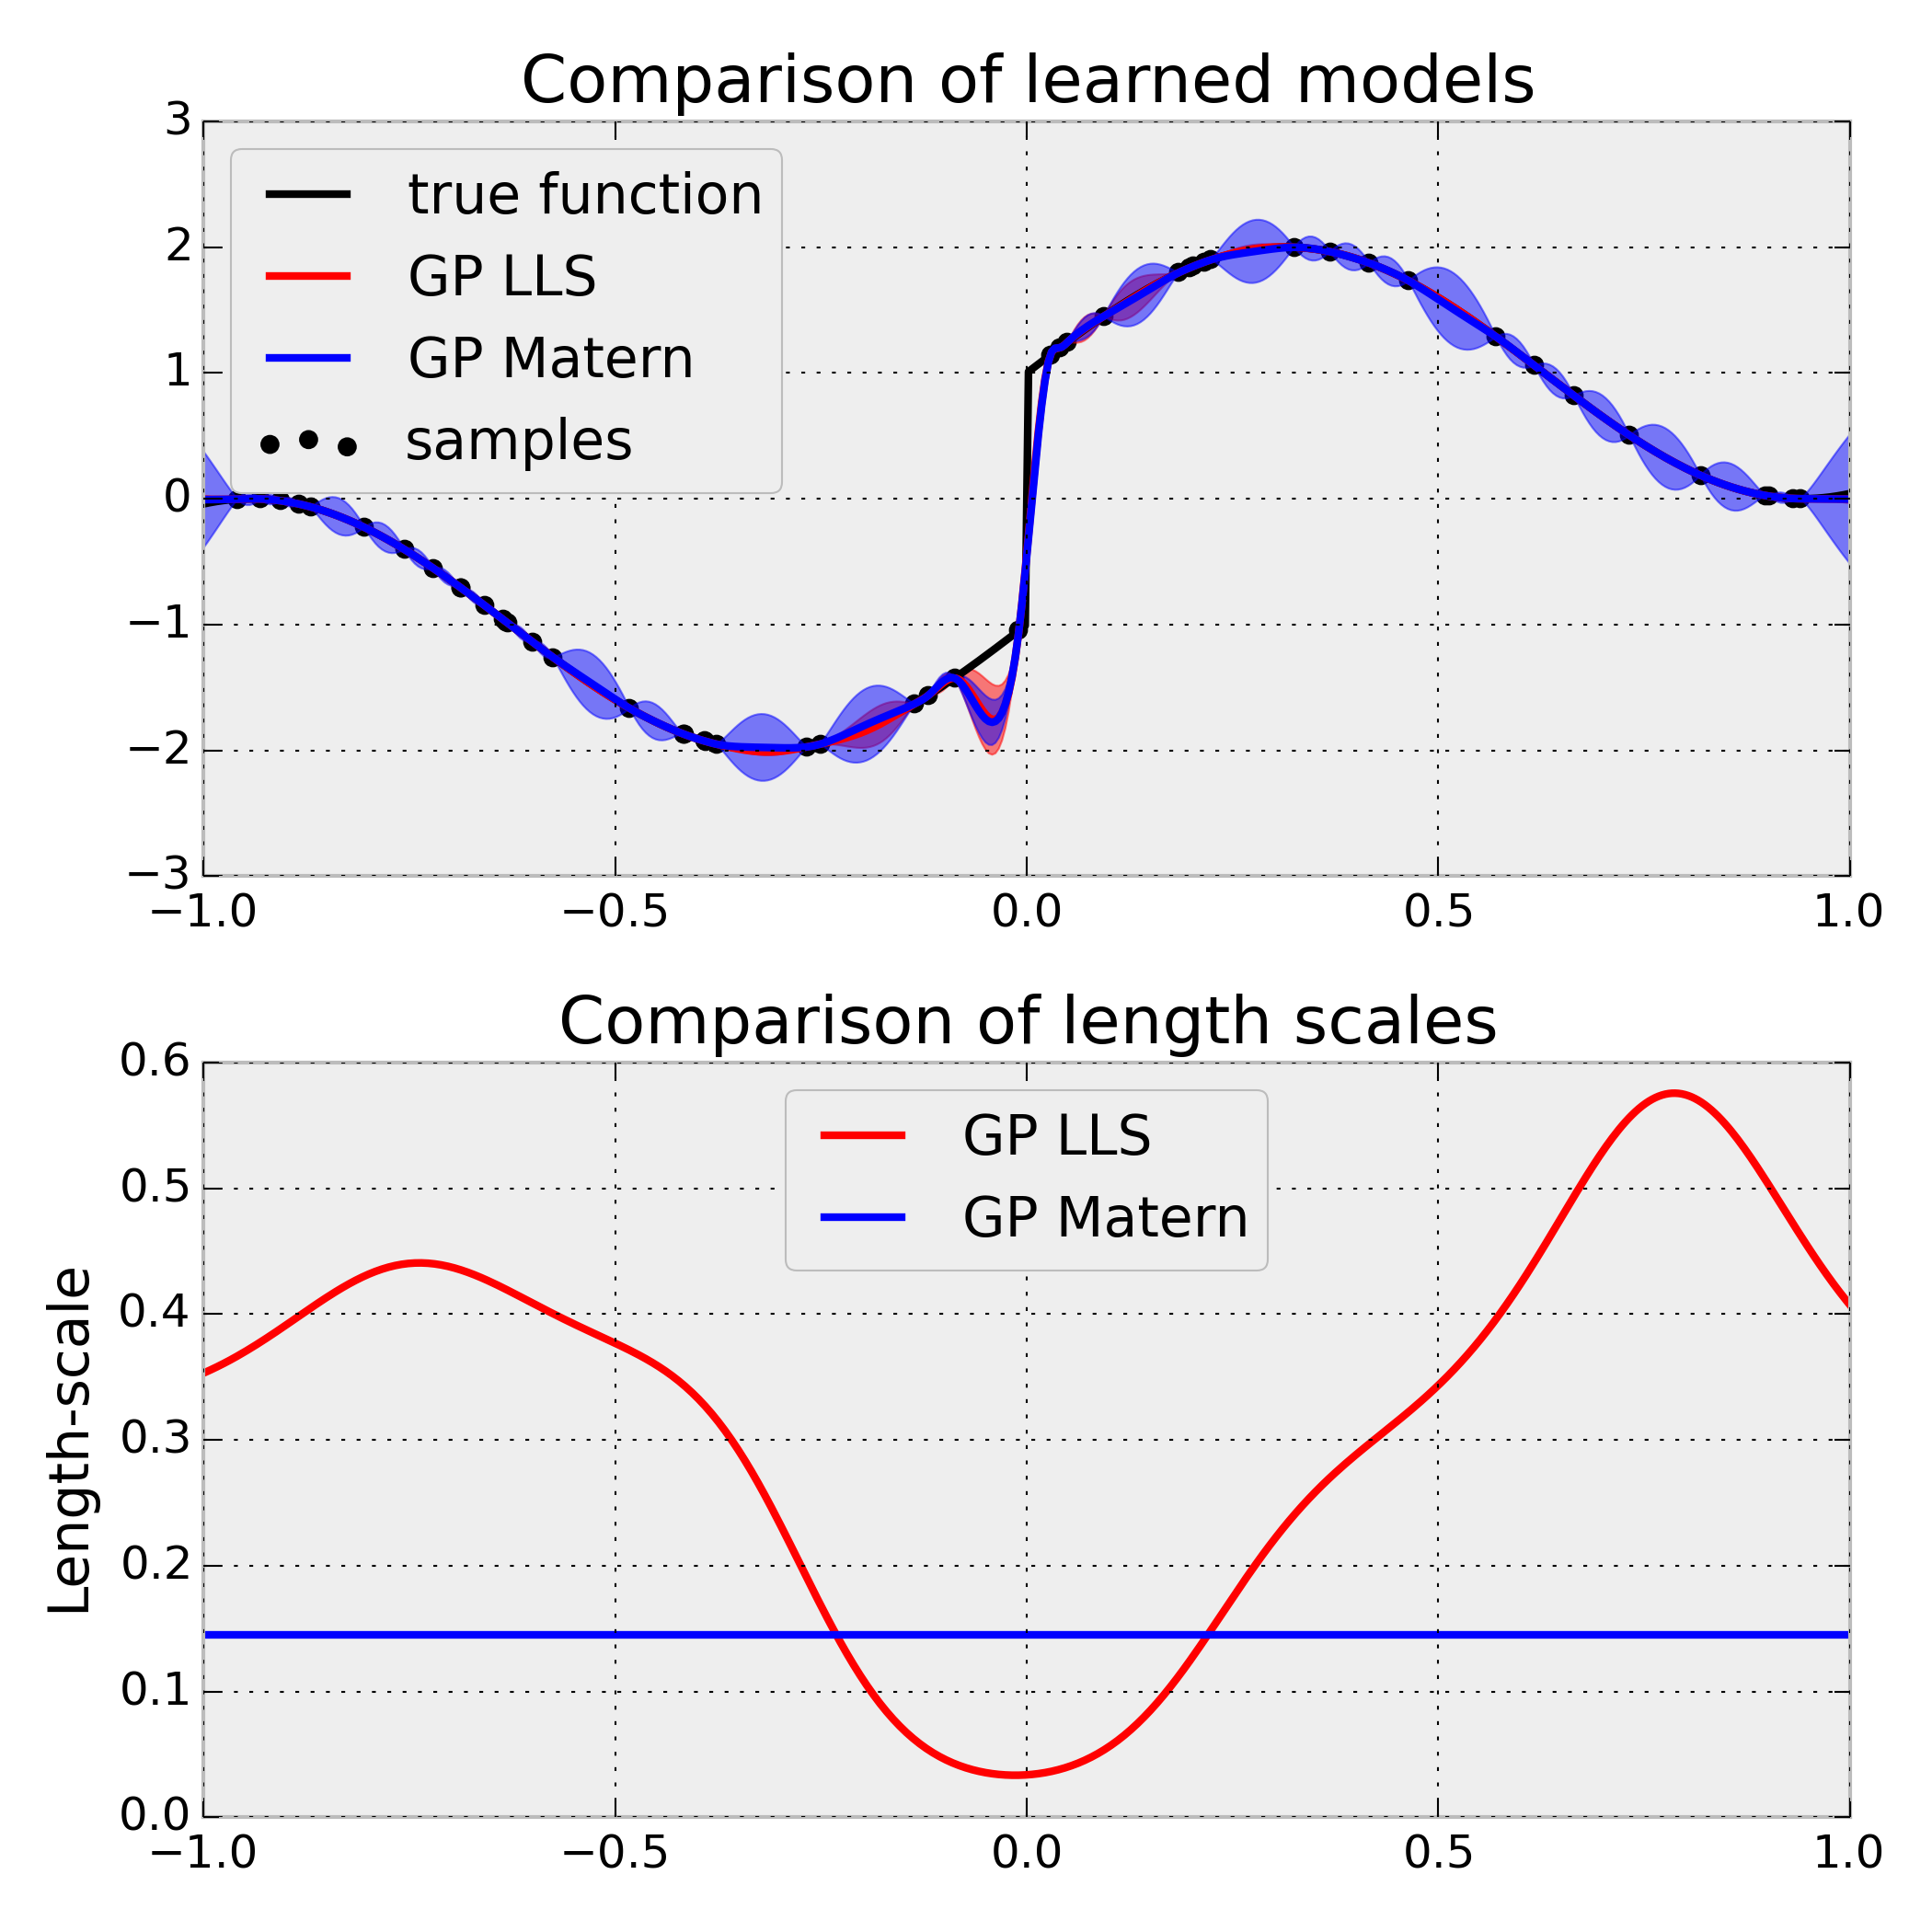 Comparison of learned models
3
2
1
0
−1
−2
−3
true function
GP LLS
GP Matern
samples
−1.0 −0.5 0.0 0.5 1.0
Comparison of length scales
Length-scale
0.6
0.5
0.4
0.3
0.2
0.1
0.0
GP LLS
GP Matern
−1.0 −0.5 0.0 0.5 1.0